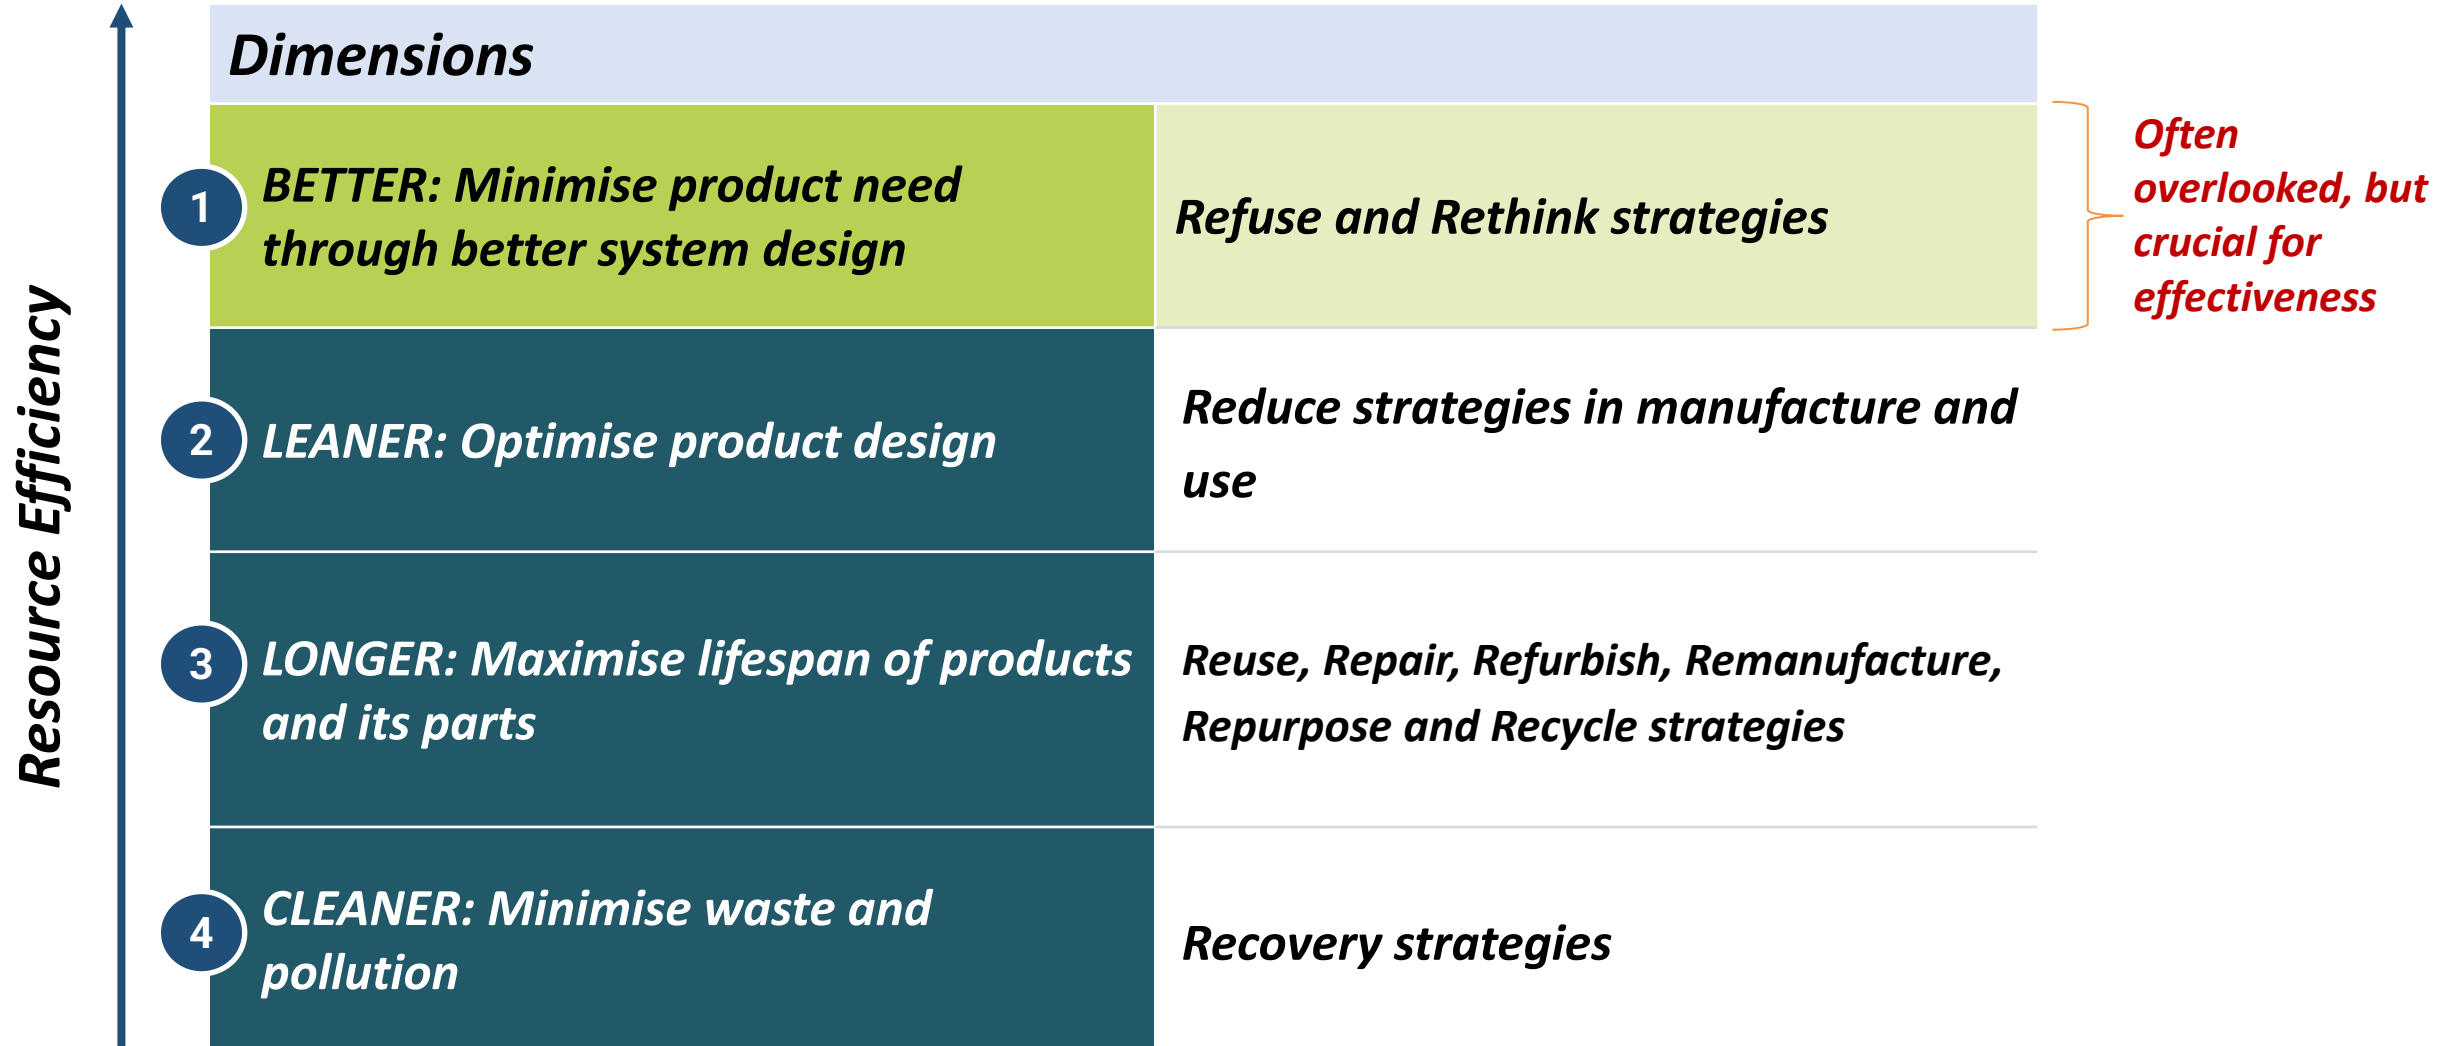 Resource Efficiency
Dimensions
1
BETTER: Minimise product need
through better system design
Refuse and Rethink strategies
Often
overlooked, but
crucial for
effectiveness
2
LEANER: Optimise product design
Reduce strategies in manufacture and
use
3
LONGER: Maximise lifespan of products
and its parts
Reuse, Repair, Refurbish, Remanufacture,
Repurpose and Recycle strategies
4
CLEANER: Minimise waste and
pollution
Recovery strategies